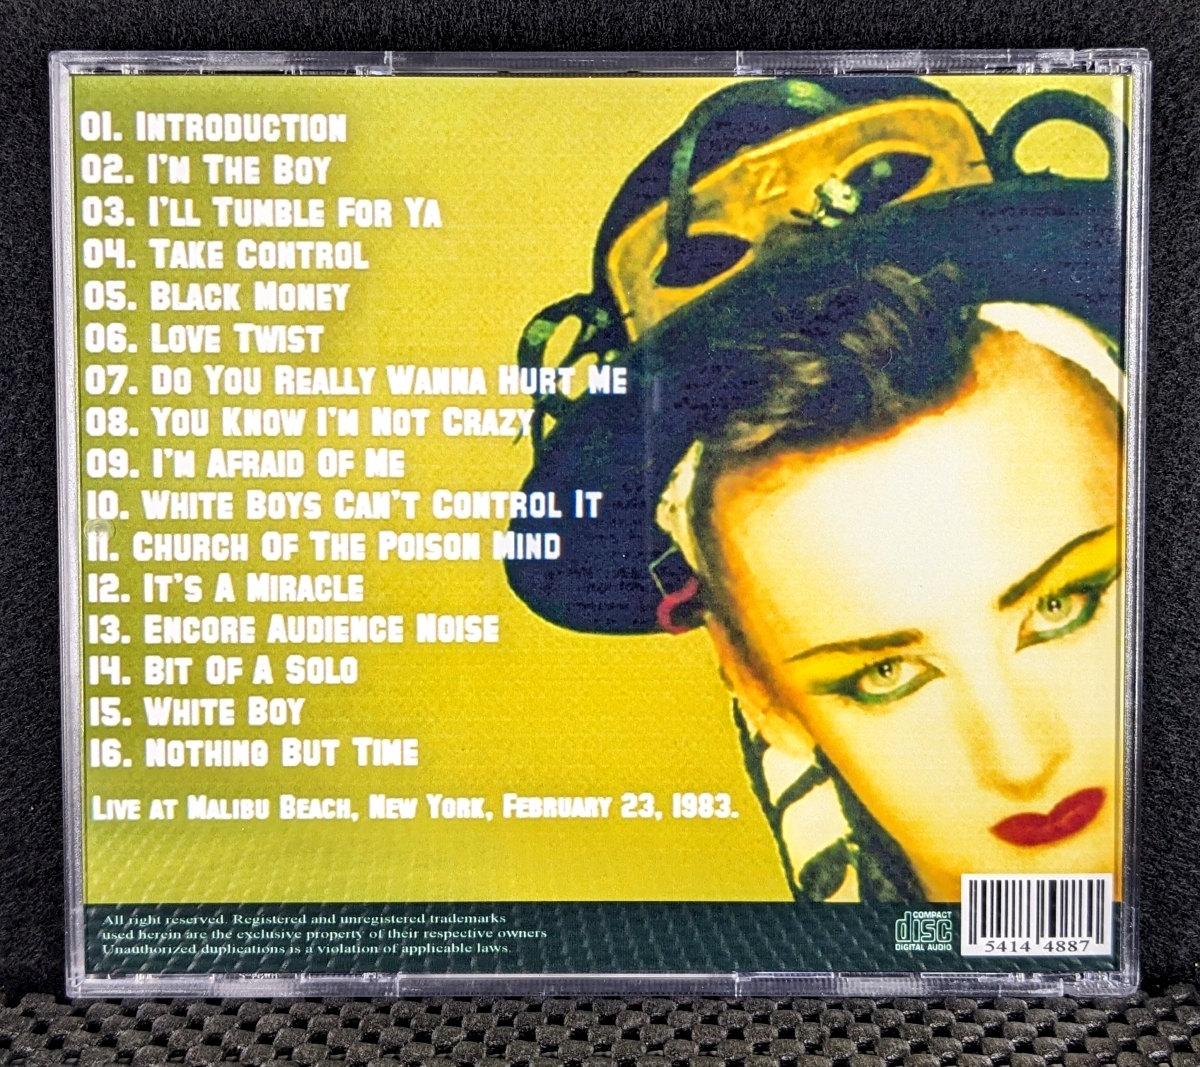 01. Introduction
02. I'm The Boy
03. I'll Tumble For Ya
04. Take Control
05. Black Money
06. Love Twist
07. Do You Really Wanna Hurt Me
08. You Know I'm Not Crazy
09. I'm Afraid Of Me
10. White Boys Can't Control It
11. Church Of The Poison Mind
12. It's A Miracle
13. Encore Audience Noise
14. Bit Of A Solo
15. White Boy
16. Nothing But Time
Live at Malibu Beach, New York, February 23, 1983.
All right reserved. Registered and unregistered trademarks
used herein are the exclusive property of their respective owners
Unauthorized duplications is a violation of applicable laws.
COMPACT
disc
DIGITAL AUDIO
5414 4887